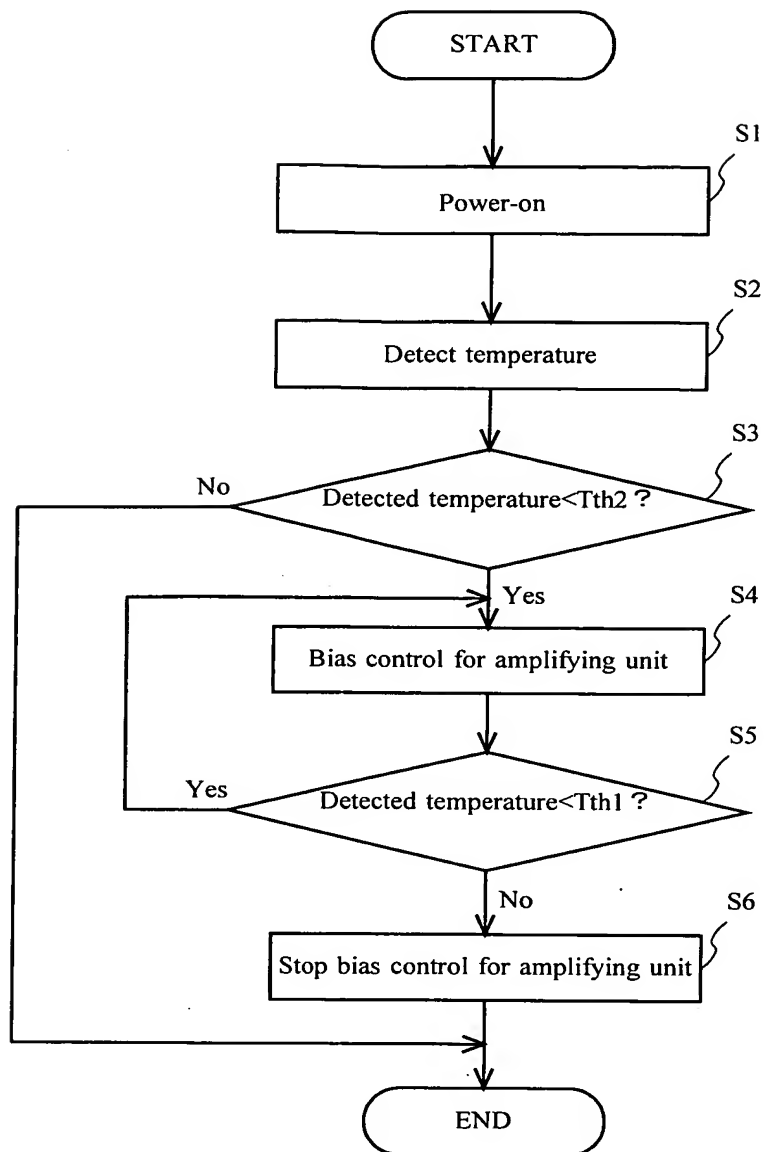 START
S1
Power-on
S2
Detect temperature
S3
No
Detected temperature<Tth2 ?
Yes
S4
Bias control for amplifying unit
S5
Yes
Detected temperature<Tth1 ?
No
S6
Stop bias control for amplifying unit
END